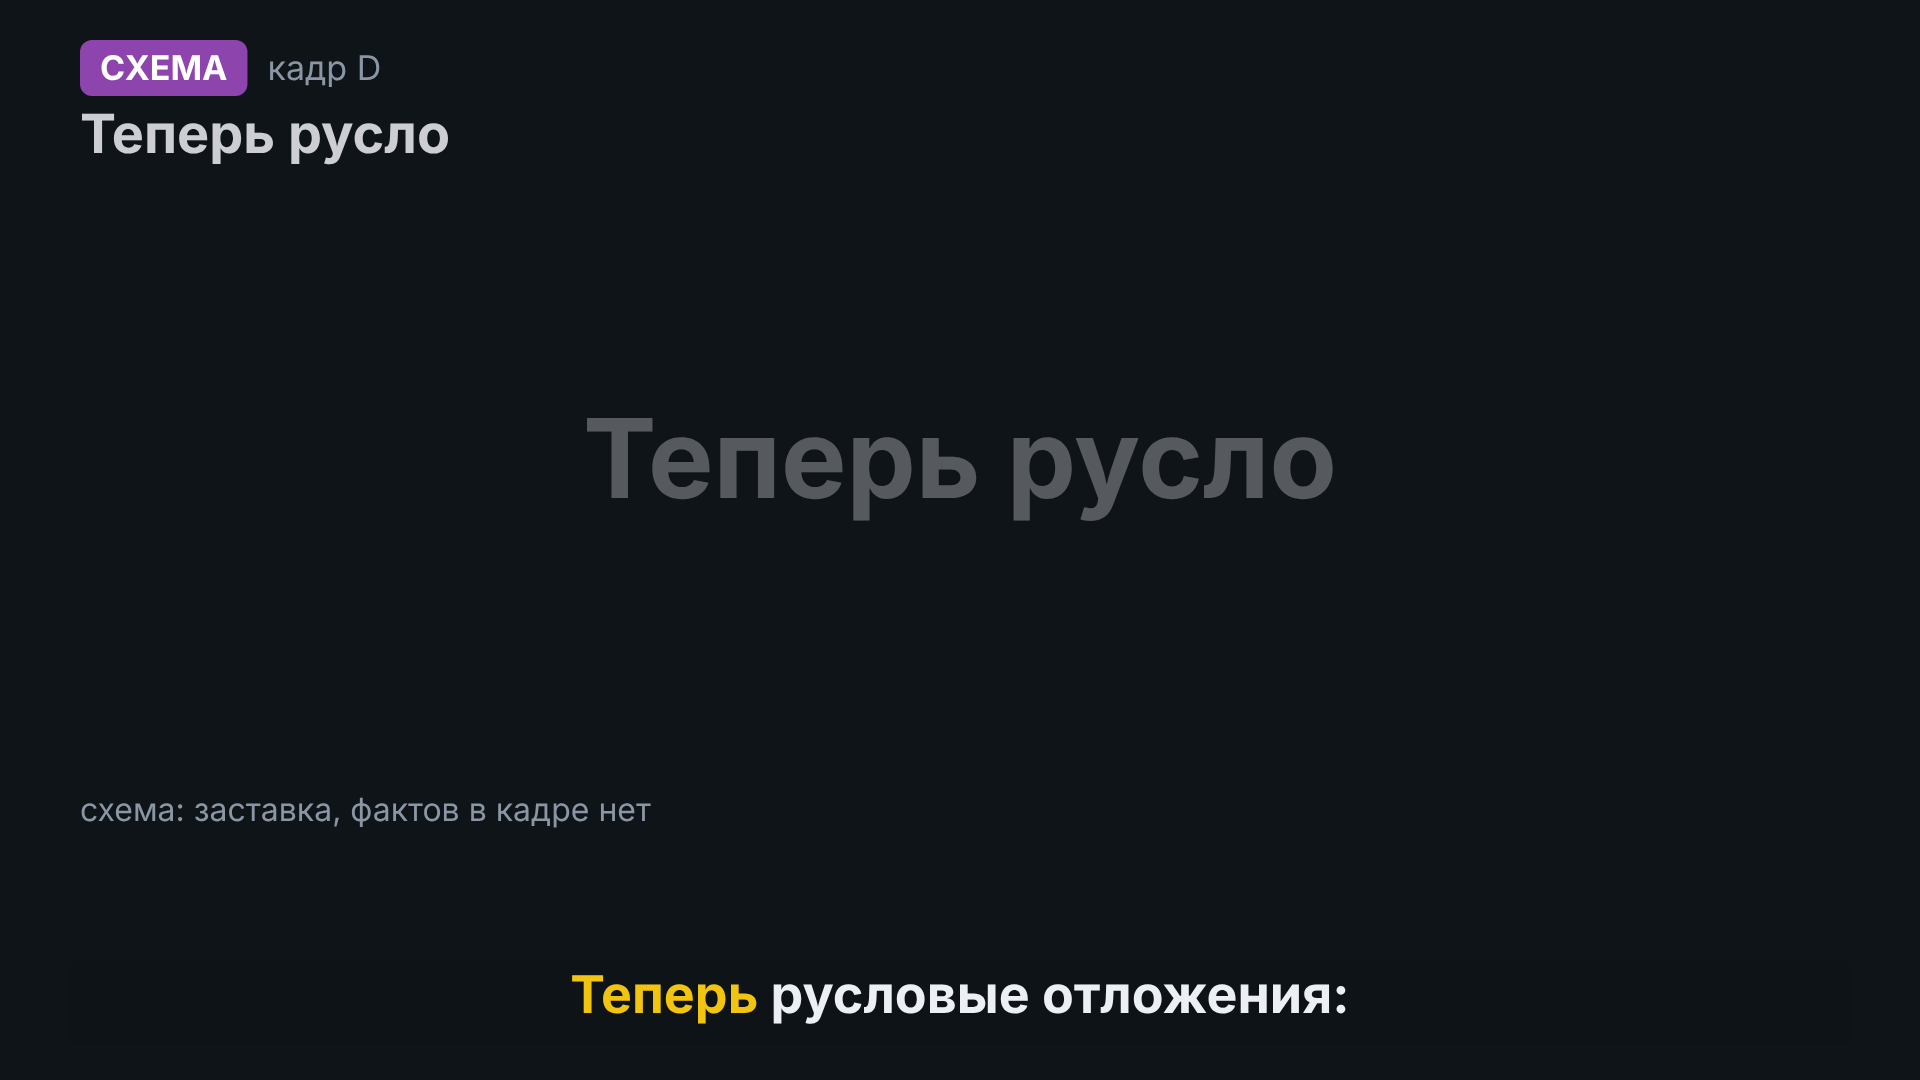 СХЕМА кадр D
Теперь русло
Теперь русло
схема: заставка, фактов в кадре нет
Теперь русловые отложения: